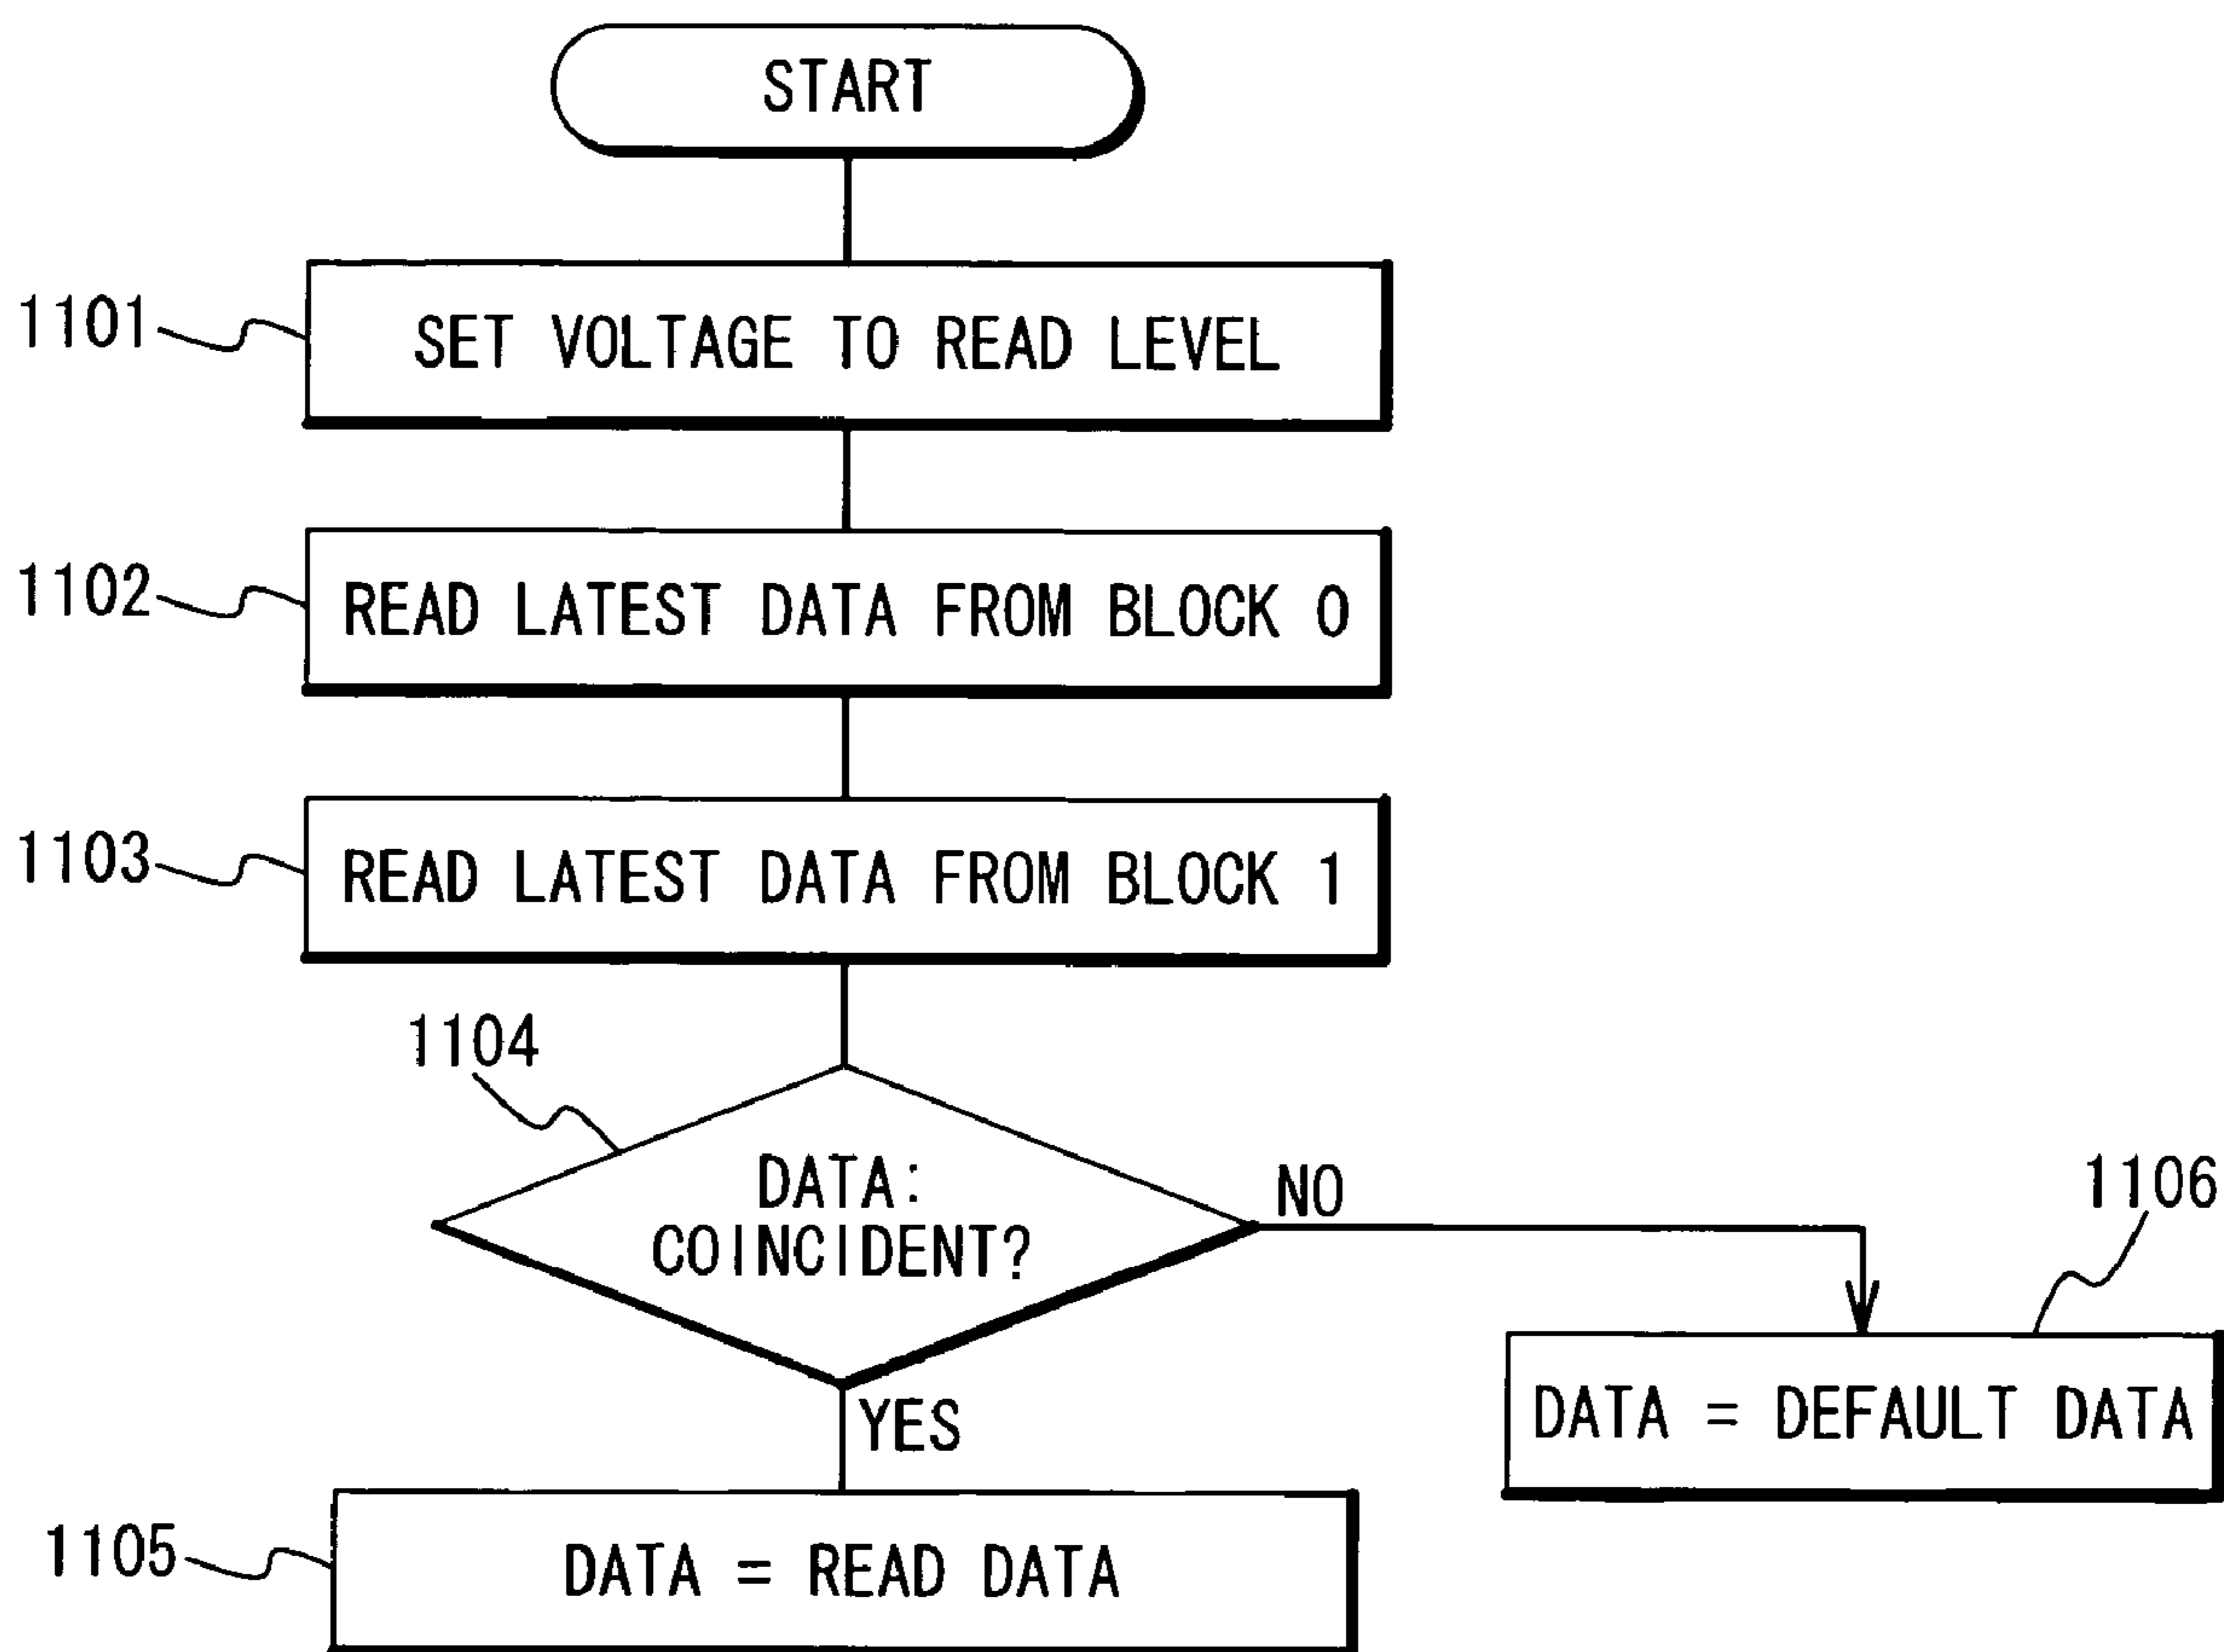 START
1101
SET VOLTAGE TO READ LEVEL
1102
READ LATEST DATA FROM BLOCK 0
1103
READ LATEST DATA FROM BLOCK 1
1104
DATA:
COINCIDENT?
NO
1106
YES
DATA = DEFAULT DATA
1105
DATA = READ DATA